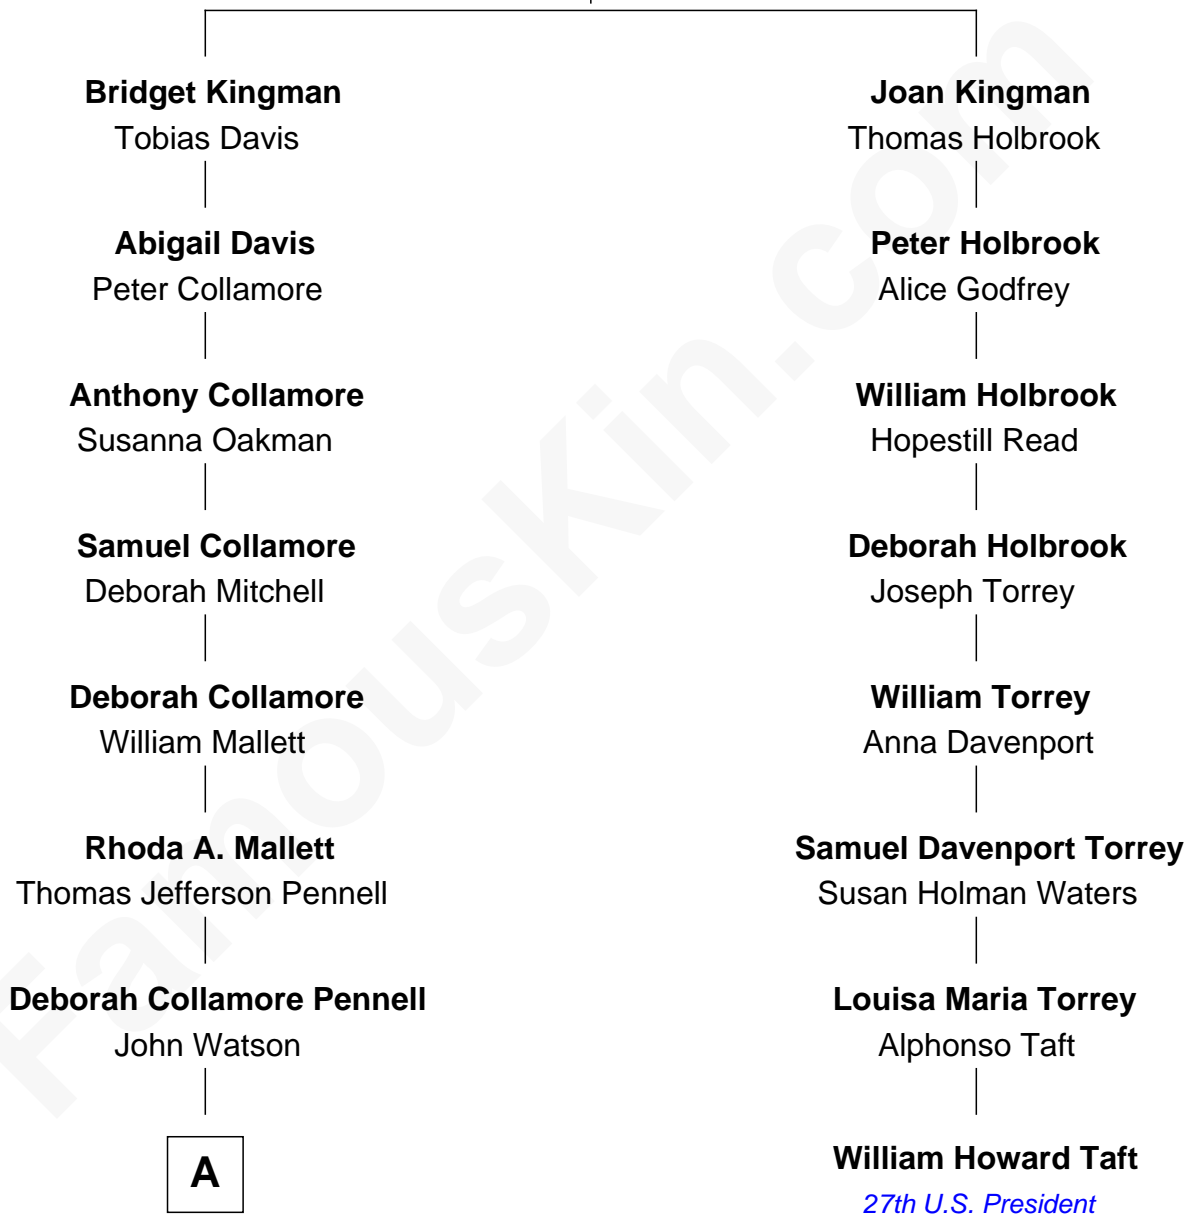 Bridget Kingman
Tobias Davis
Abigail Davis
Peter Collamore
Anthony Collamore
Susanna Oakman
Samuel Collamore
Deborah Mitchell
Deborah Collamore
William Mallett
Rhoda A. Mallett
Thomas Jefferson Pennell
Deborah Collamore Pennell
John Watson
A
Joan Kingman
Thomas Holbrook
Peter Holbrook
Alice Godfrey
William Holbrook
Hopestill Read
Deborah Holbrook
Joseph Torrey
William Torrey
Anna Davenport
Samuel Davenport Torrey
Susan Holman Waters
Louisa Maria Torrey
Alphonso Taft
William Howard Taft
27th U.S. President
FamousKin.com